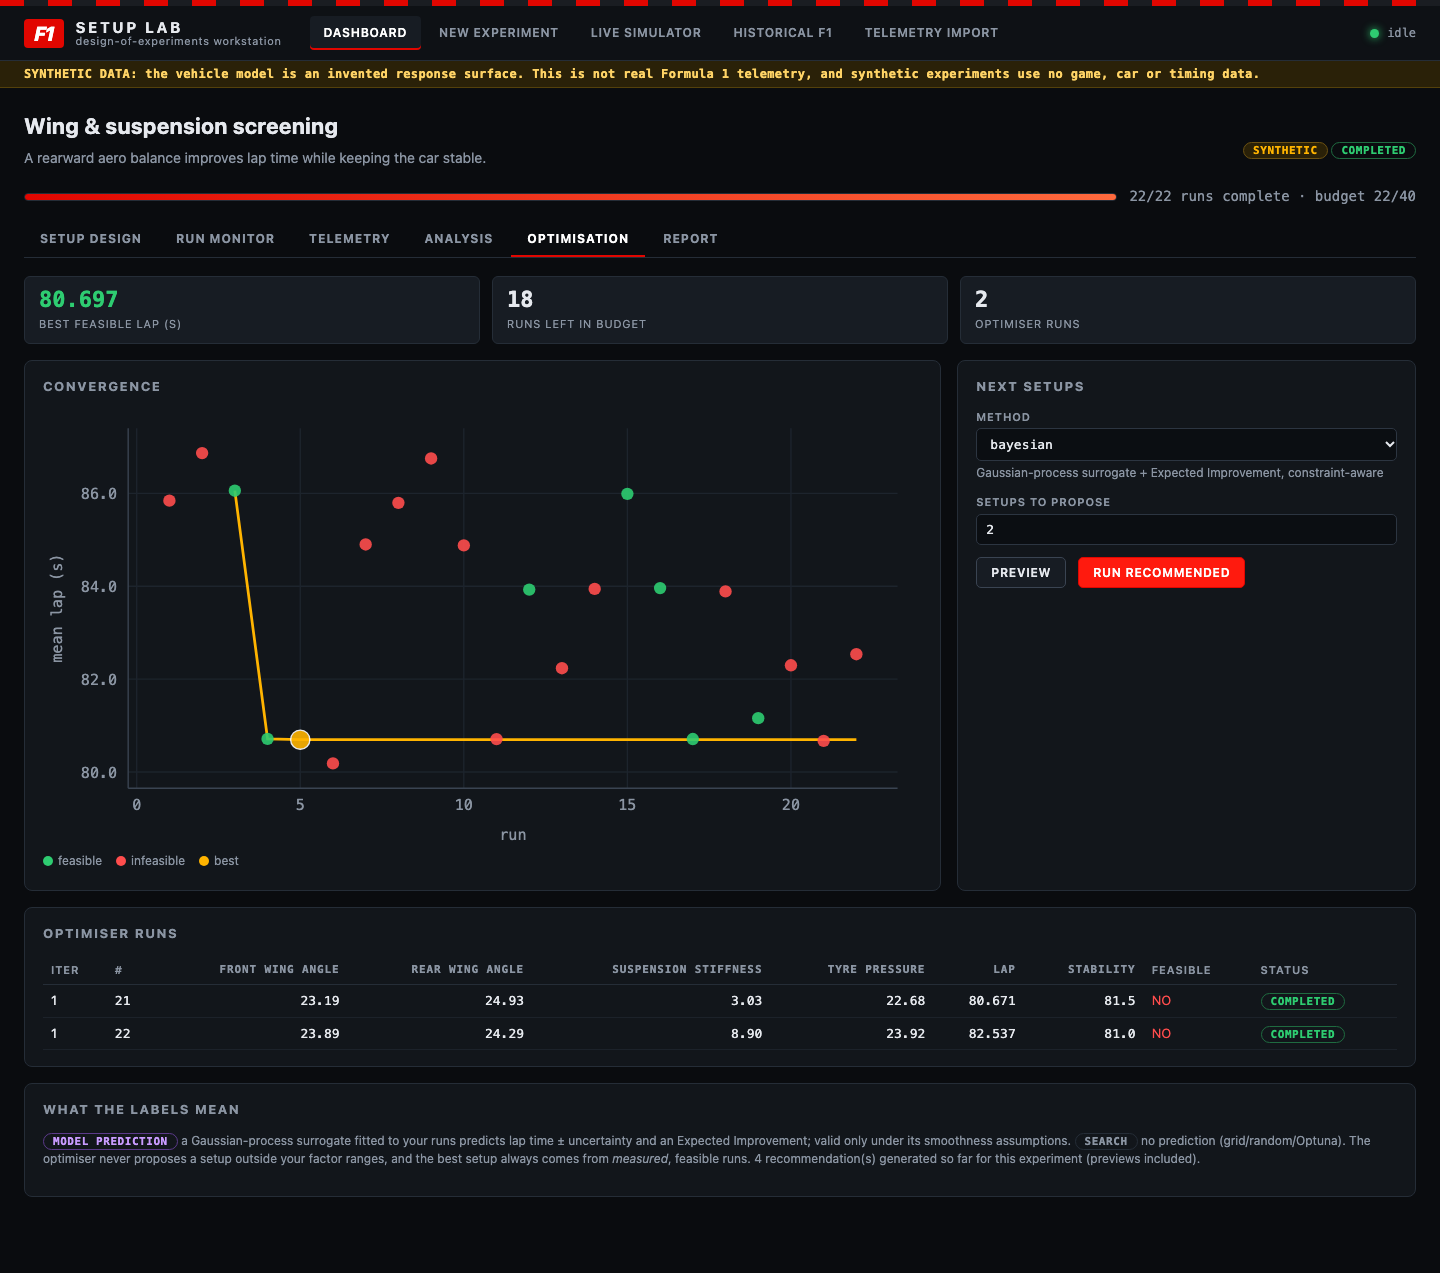 F1
SETUP LAB
design-of-experiments workstation
DASHBOARD
NEW EXPERIMENT
LIVE SIMULATOR
HISTORICAL F1
TELEMETRY IMPORT
idle
SYNTHETIC DATA: the vehicle model is an invented response surface. This is not real Formula 1 telemetry, and synthetic experiments use no game, car or timing data.
Wing & suspension screening
A rearward aero balance improves lap time while keeping the car stable.
SYNTHETIC
COMPLETED
22/22 runs complete · budget 22/40
SETUP DESIGN
RUN MONITOR
TELEMETRY
ANALYSIS
OPTIMISATION
REPORT
80.697
BEST FEASIBLE LAP (S)
18
RUNS LEFT IN BUDGET
2
OPTIMISER RUNS
CONVERGENCE
86.0
84.0
82.0
80.0
mean lap (s)
0 5 10 15 20
run
feasible
infeasible
best
NEXT SETUPS
METHOD
bayesian
Gaussian-process surrogate + Expected Improvement, constraint-aware
SETUPS TO PROPOSE
2
PREVIEW
RUN RECOMMENDED
OPTIMISER RUNS
ITER # FRONT WING ANGLE REAR WING ANGLE SUSPENSION STIFFNESS TYRE PRESSURE LAP STABILITY FEASIBLE STATUS
1 21 23.19 24.93 3.03 22.68 80.671 81.5 NO COMPLETED
1 22 23.89 24.29 8.90 23.92 82.537 81.0 NO COMPLETED
WHAT THE LABELS MEAN
MODEL PREDICTION a Gaussian-process surrogate fitted to your runs predicts lap time ± uncertainty and an Expected Improvement; valid only under its smoothness assumptions. SEARCH no prediction (grid/random/Optuna). The
optimiser never proposes a setup outside your factor ranges, and the best setup always comes from measured, feasible runs. 4 recommendation(s) generated so far for this experiment (previews included).